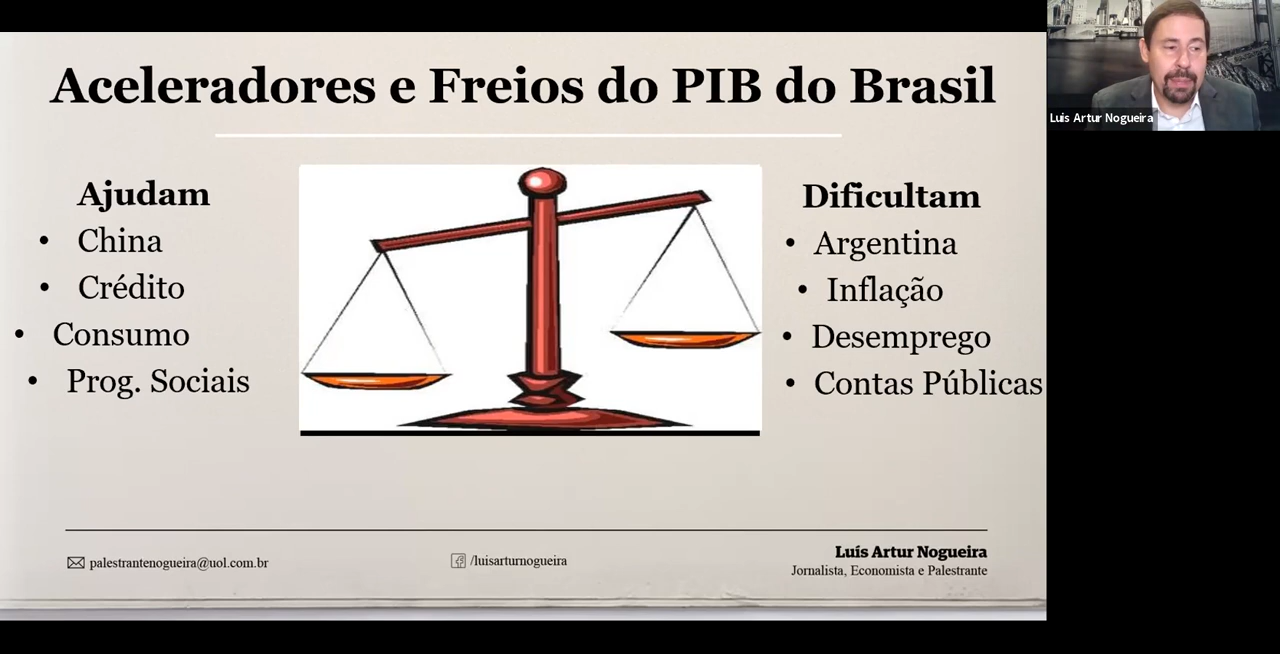 Aceleradores e Freios do PIB do Brasil
Ajudam
• China
• Crédito
• Consumo
• Prog. Sociais
Dificultam
• Argentina
• Inflação
• Desemprego
• Contas Públicas
palestrantenogueira@uol.com.br
/luisarturnogueira
Luís Artur Nogueira
Jornalista, Economista e Palestrante
Luis Artur Nogueira